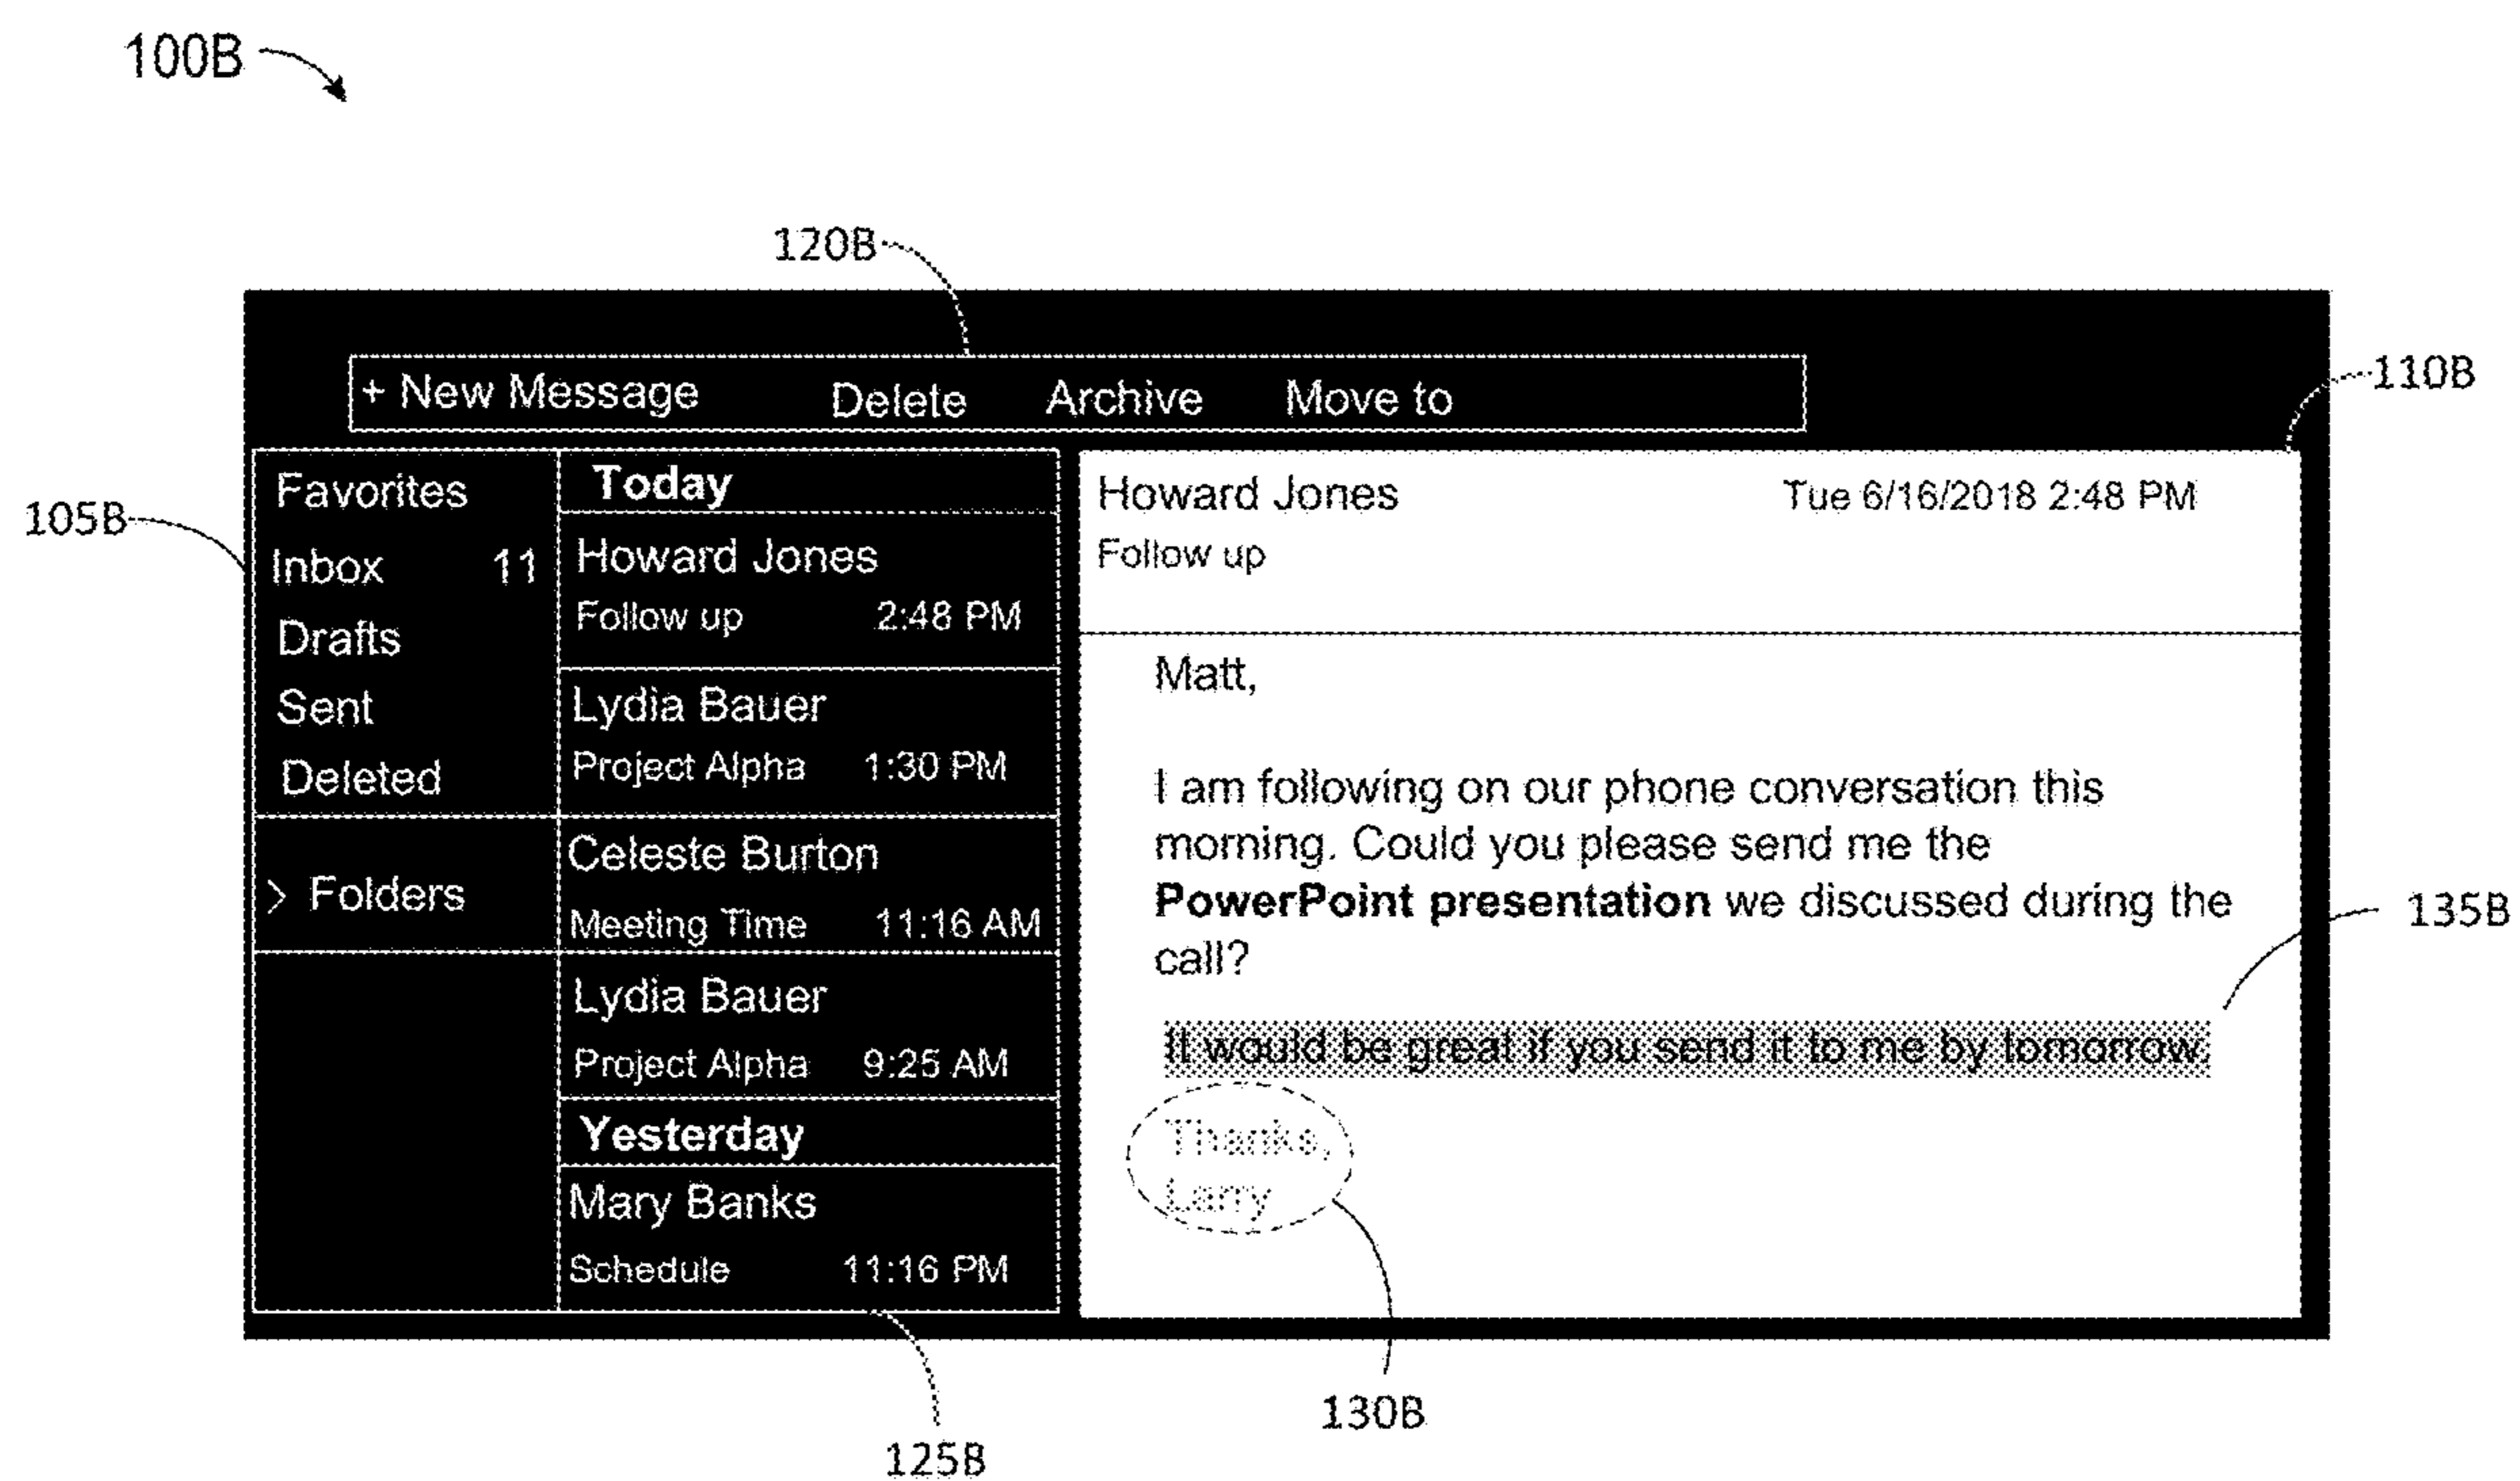 100B
120B
+ New Message Delete Archive Move to
110B
105B
Favorites
Inbox 11
Drafts
Sent
Deleted
> Folders
Today
Howard Jones
Follow up 2:48 PM
Lydia Bauer
Project Alpha 1:30 PM
Celeste Burton
Meeting Time 11:16 AM
Lydia Bauer
Project Alpha 9:25 AM
Yesterday
Mary Banks
Schedule 11:16 PM
125B
Howard Jones Tue 6/16/2018 2:48 PM
Follow up
Matt,
I am following on our phone conversation this
morning. Could you please send me the
PowerPoint presentation we discussed during the
call?
135B
It would be great if you send it to me by tomorrow.
Thanks,
Larry
130B